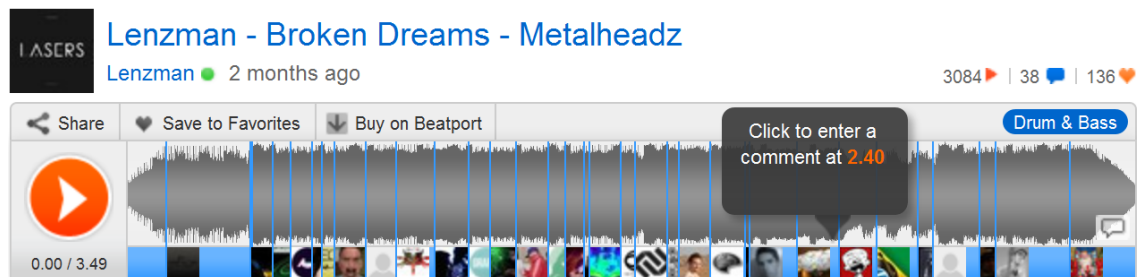 LASERS
Lenzman - Broken Dreams - Metalheadz
Lenzman 2 months ago
3084 | 38 | 136
Share Save to Favorites Buy on Beatport
Drum & Bass
Click to enter a
comment at 2.40
0.00 / 3.49